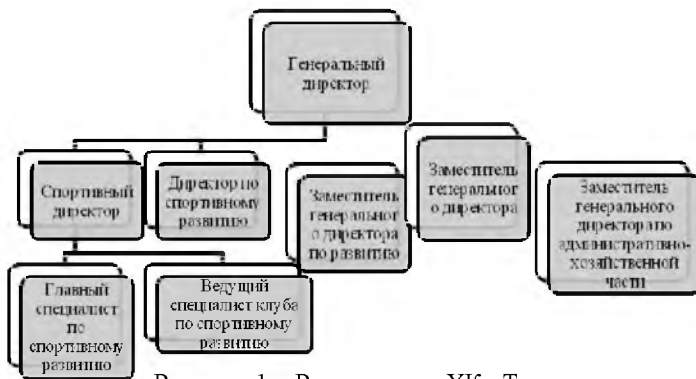 Генеральный
директор
Спортивный
директор
Директор по
спортивному
развитию
Заместитель
генеральног
о директора
по развитию
Заместитель
генеральног
о директора
Заместитель
генерального
директора по
административно-
хозяйственной
части
Главный
специалист
по
спортивному
развитию
Ведущий
специалист клуба
по спортивному
развитию